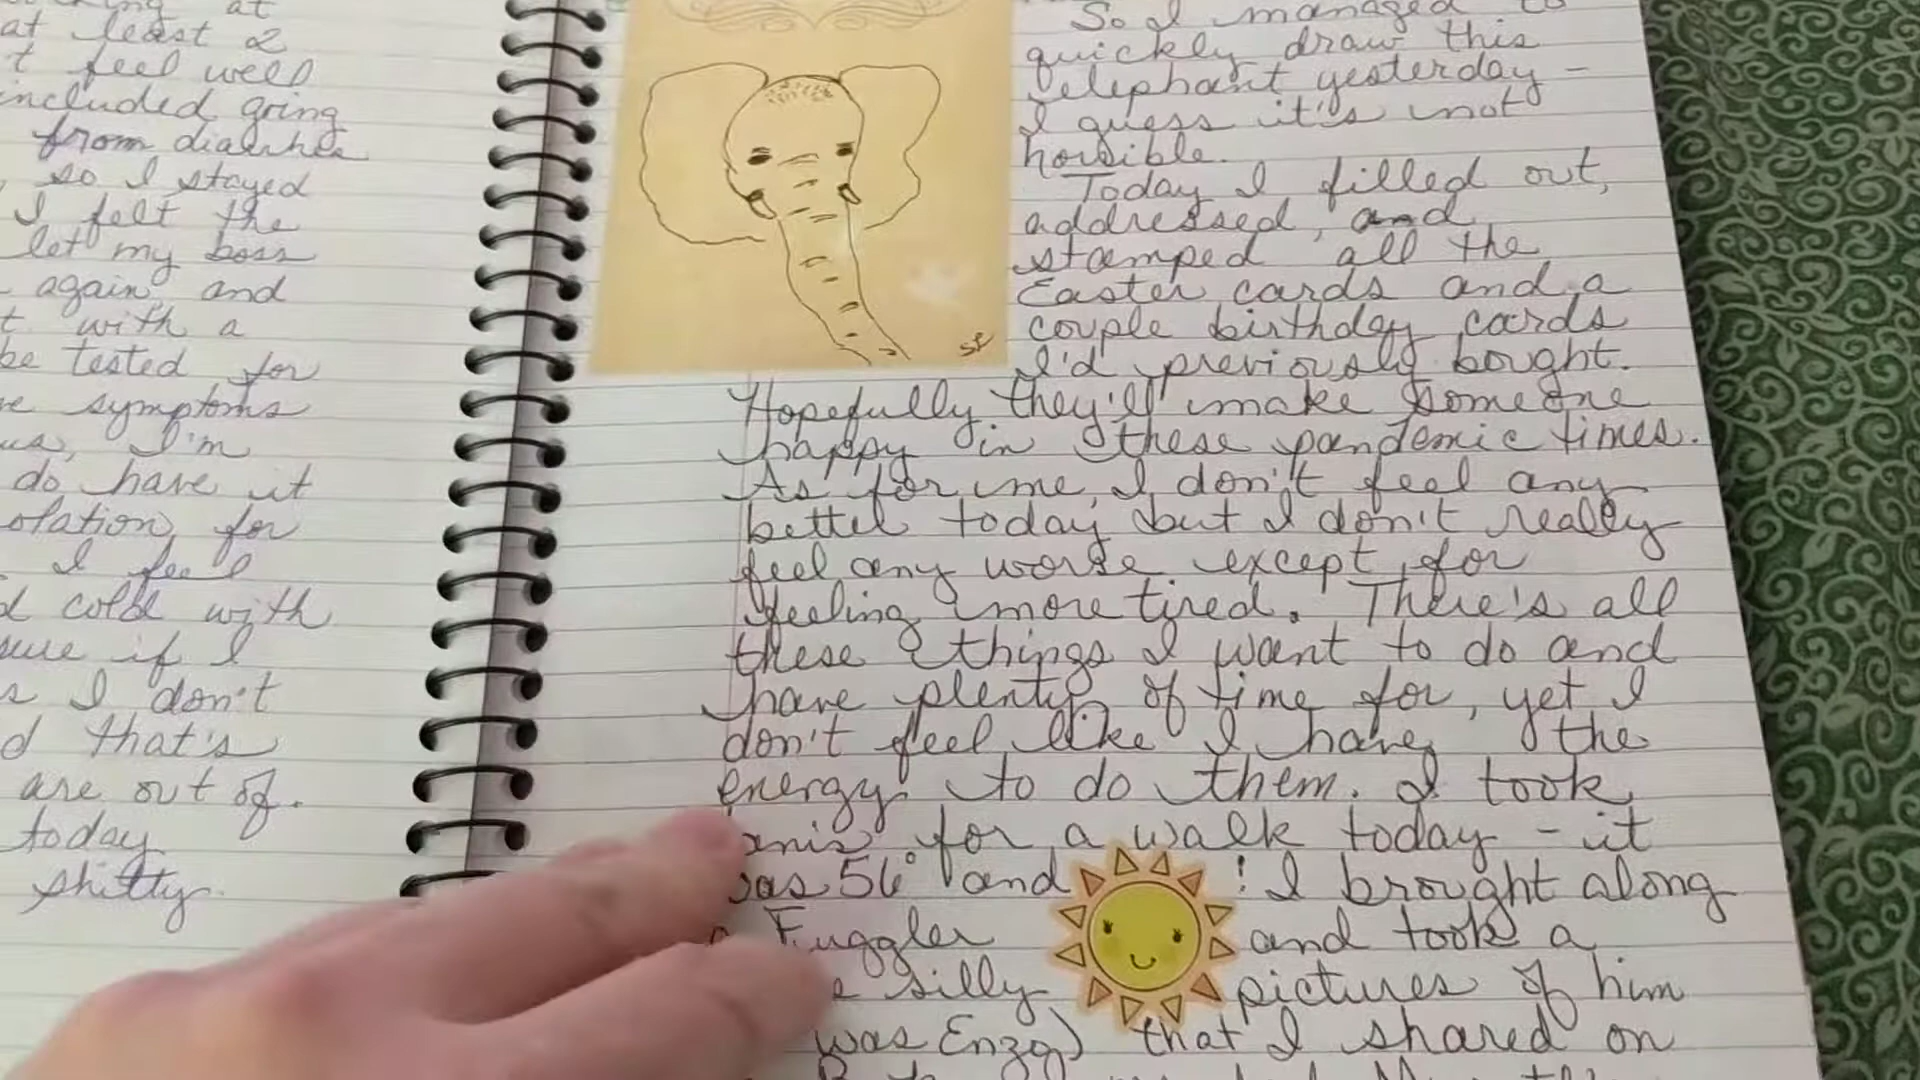 at
at least 2
t feel well
included going
from diarrhea
, so I stayed
I felt the
let my boss
again and
t with a
be tested for
re symptoms
us, I'm
do have it
olation for
I feel
d cold with
sure if I
s I don't
d that's
are out of.
today
shitty.
SP
So I managed to
quickly draw this
elephant yesterday -
I guess it's not
horrible.
Today I filled out,
addressed, and
stamped all the
Easter cards and a
couple birthday cards
I'd previously bought.
Hopefully they'll make someone
happy in these pandemic times.
As for me, I don't feel any
better today but I don't really
feel any worse except for
feeling more tired. There's all
these things I want to do and
have plenty of time for, yet I
don't feel like I have the
energy to do them. I took
for a walk today - it
was 56° and ! I brought along
a Fuggler and took a
silly pictures of him
was Enzo) that I shared on